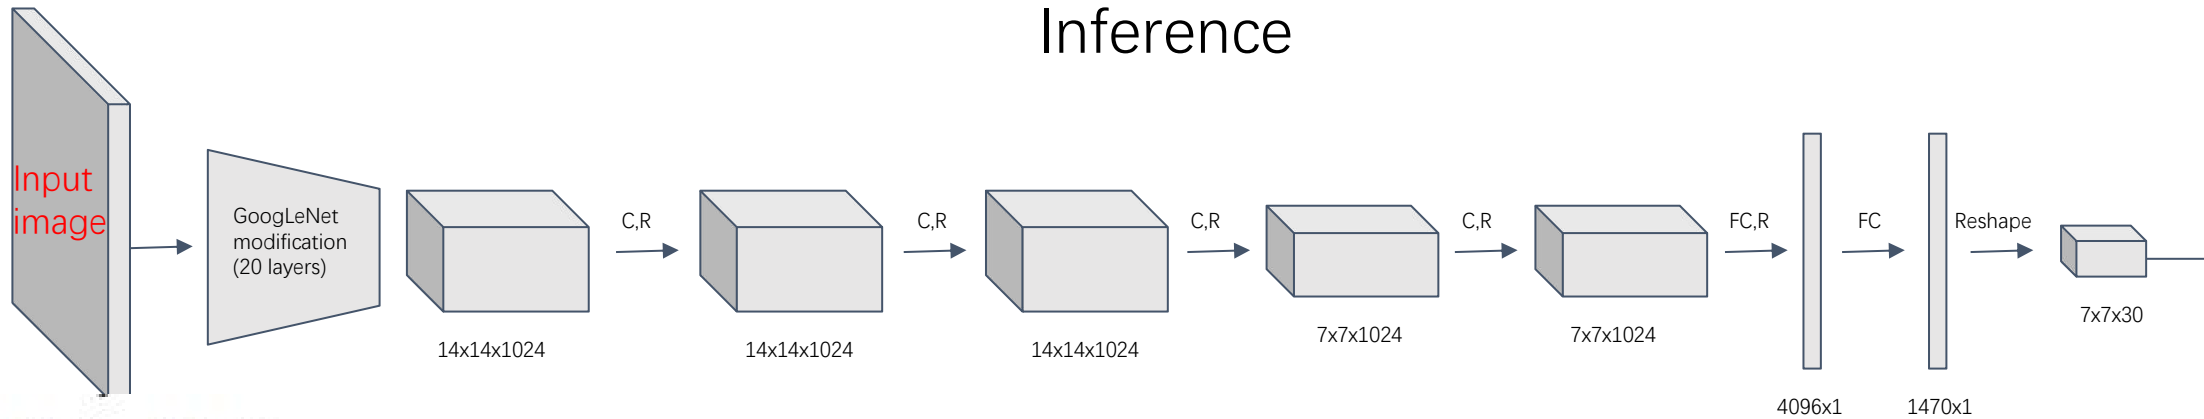 Inference
Input
image
GoogLeNet
modification
(20 layers)
C,R
C,R
C,R
C,R
FC,R
FC
Reshape
14x14x1024
14x14x1024
14x14x1024
7x7x1024
7x7x1024
4096x1
1470x1
7x7x30